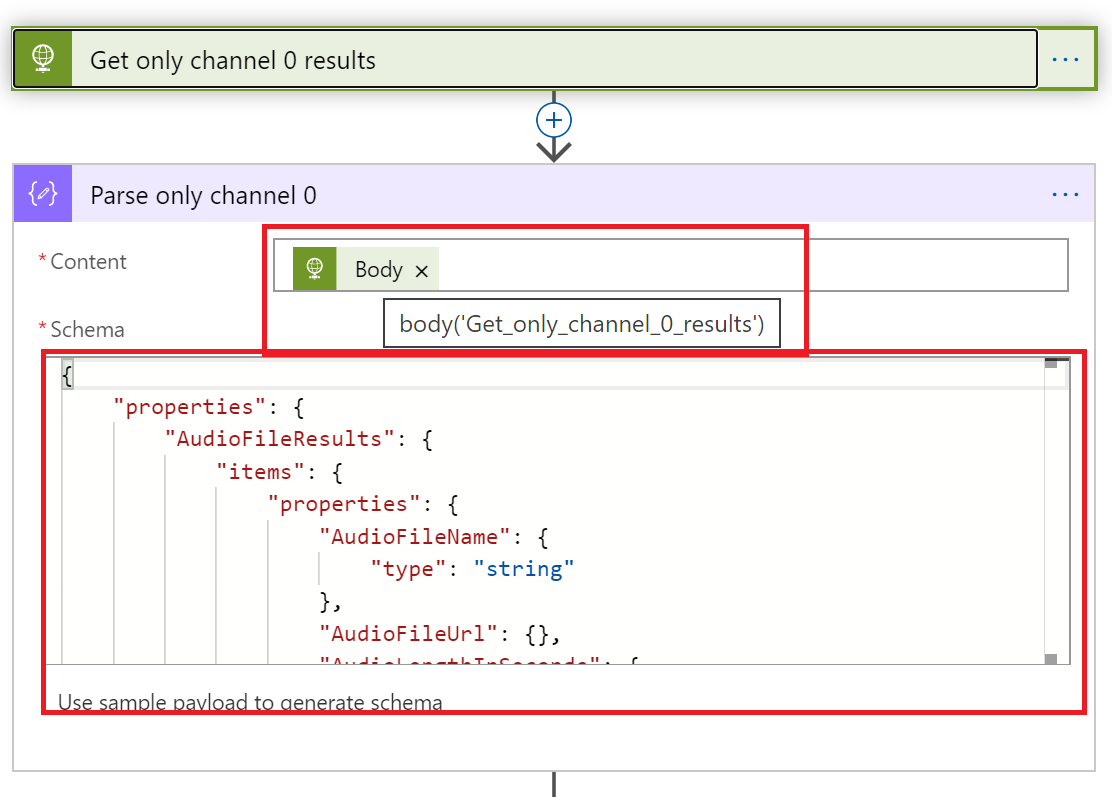 Get only channel 0 results
...
Parse only channel 0
...
* Content
Body ×
body('Get_only_channel_0_results')
* Schema
{
"properties": {
"AudioFileResults": {
"items": {
"properties": {
"AudioFileName": {
"type": "string"
},
"AudioFileUrl": {},
"AudioLengthInSeconds": {
Use sample payload to generate schema